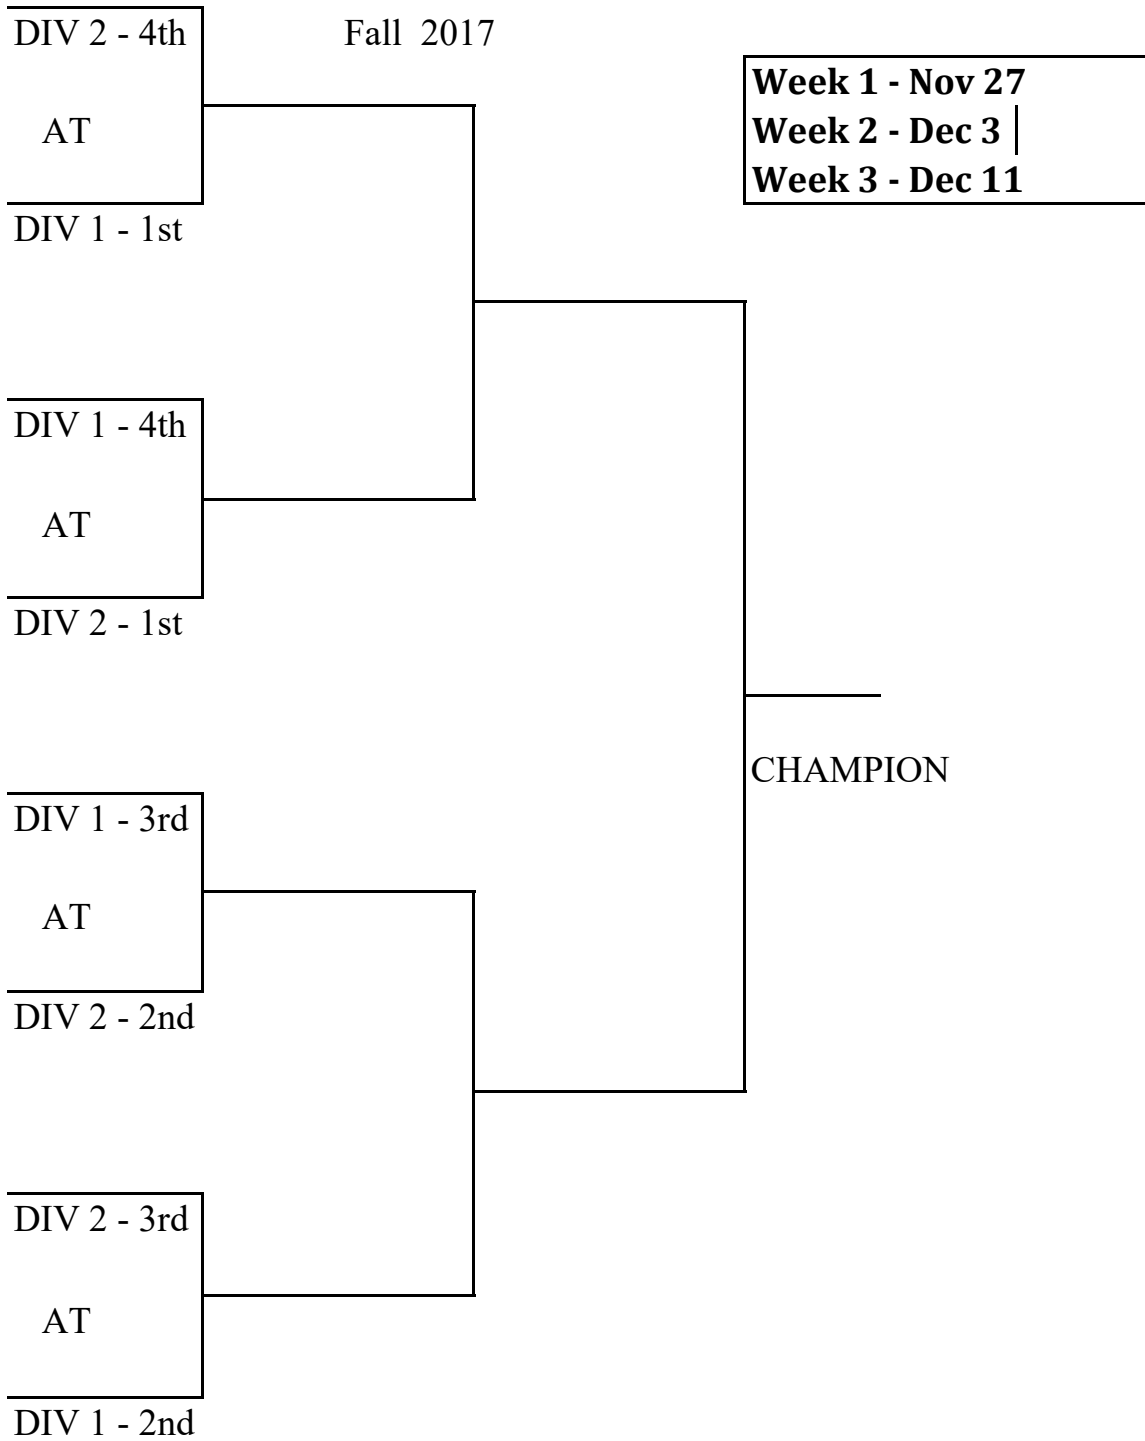 DIV 2 - 4th
Fall 2017
Week 1 - Nov 27
Week 2 - Dec 3
Week 3 - Dec 11
AT
DIV 1 - 1st
DIV 1 - 4th
AT
DIV 2 - 1st
CHAMPION
DIV 1 - 3rd
AT
DIV 2 - 2nd
DIV 2 - 3rd
AT
DIV 1 - 2nd